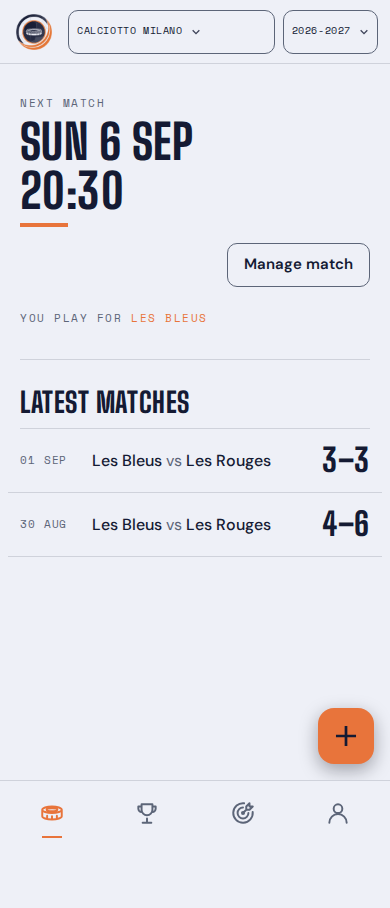 CALCIOTTO MILANO
2026-2027
NEXT MATCH
SUN 6 SEP
20:30
Manage match
YOU PLAY FOR LES BLEUS
LATEST MATCHES
01 SEP Les Bleus vs Les Rouges 3–3
30 AUG Les Bleus vs Les Rouges 4–6